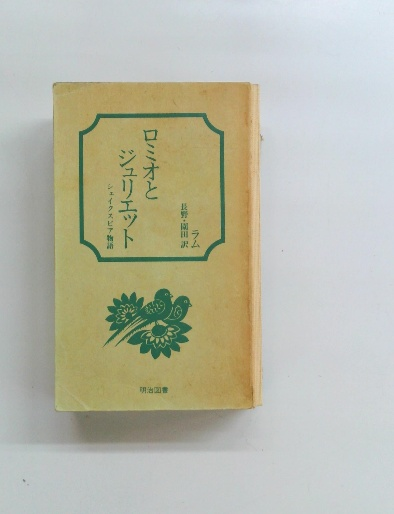 ロミオと
ジュリエット
シェイクスピア物語
ラム
長野・園田 訳
明治図書